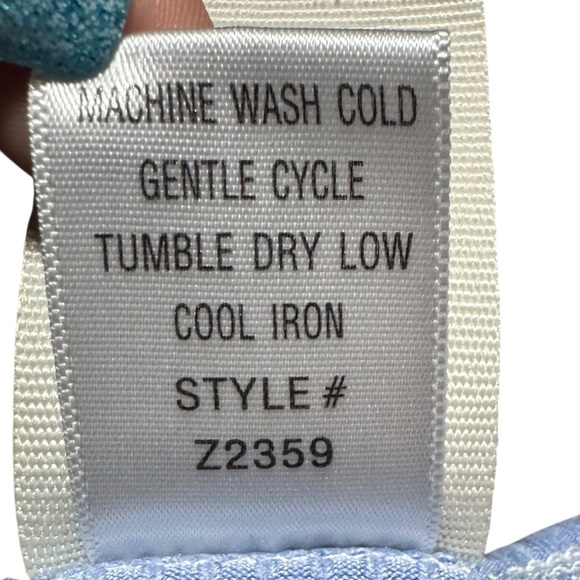 MACHINE WASH COLD
GENTLE CYCLE
TUMBLE DRY LOW
COOL IRON
STYLE #
Z2359